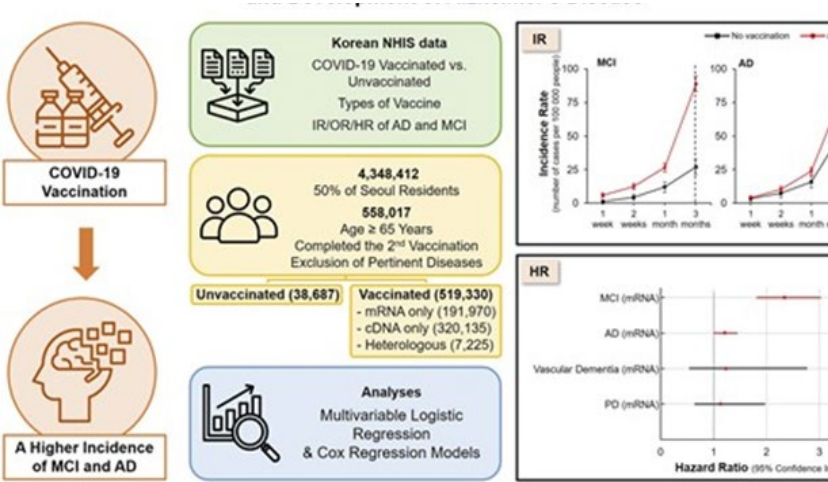 and Development of Alzheimer's Disease
COVID-19
Vaccination
A Higher Incidence
of MCI and AD
Korean NHIS data
COVID-19 Vaccinated vs.
Unvaccinated
Types of Vaccine
IR/OR/HR of AD and MCI
4,348,412
50% of Seoul Residents
558,017
Age ≥ 65 Years
Completed the 2nd Vaccination
Exclusion of Pertinent Diseases
Unvaccinated (38,687)
Vaccinated (519,330)
- mRNA only (191,970)
- cDNA only (320,135)
- Heterologous (7,225)
Analyses
Multivariable Logistic
Regression
& Cox Regression Models
IR
No vaccination
MCI
AD
Incidence Rate
(number of cases per 100 000 people)
100
75
50
25
0
1 week
2 weeks
1 month
3 months
100
75
50
25
0
1 week
2 weeks
1 month
HR
MCI (mRNA)
AD (mRNA)
Vascular Dementia (mRNA)
PD (mRNA)
0 1 2 3
Hazard Ratio (95% Confidence